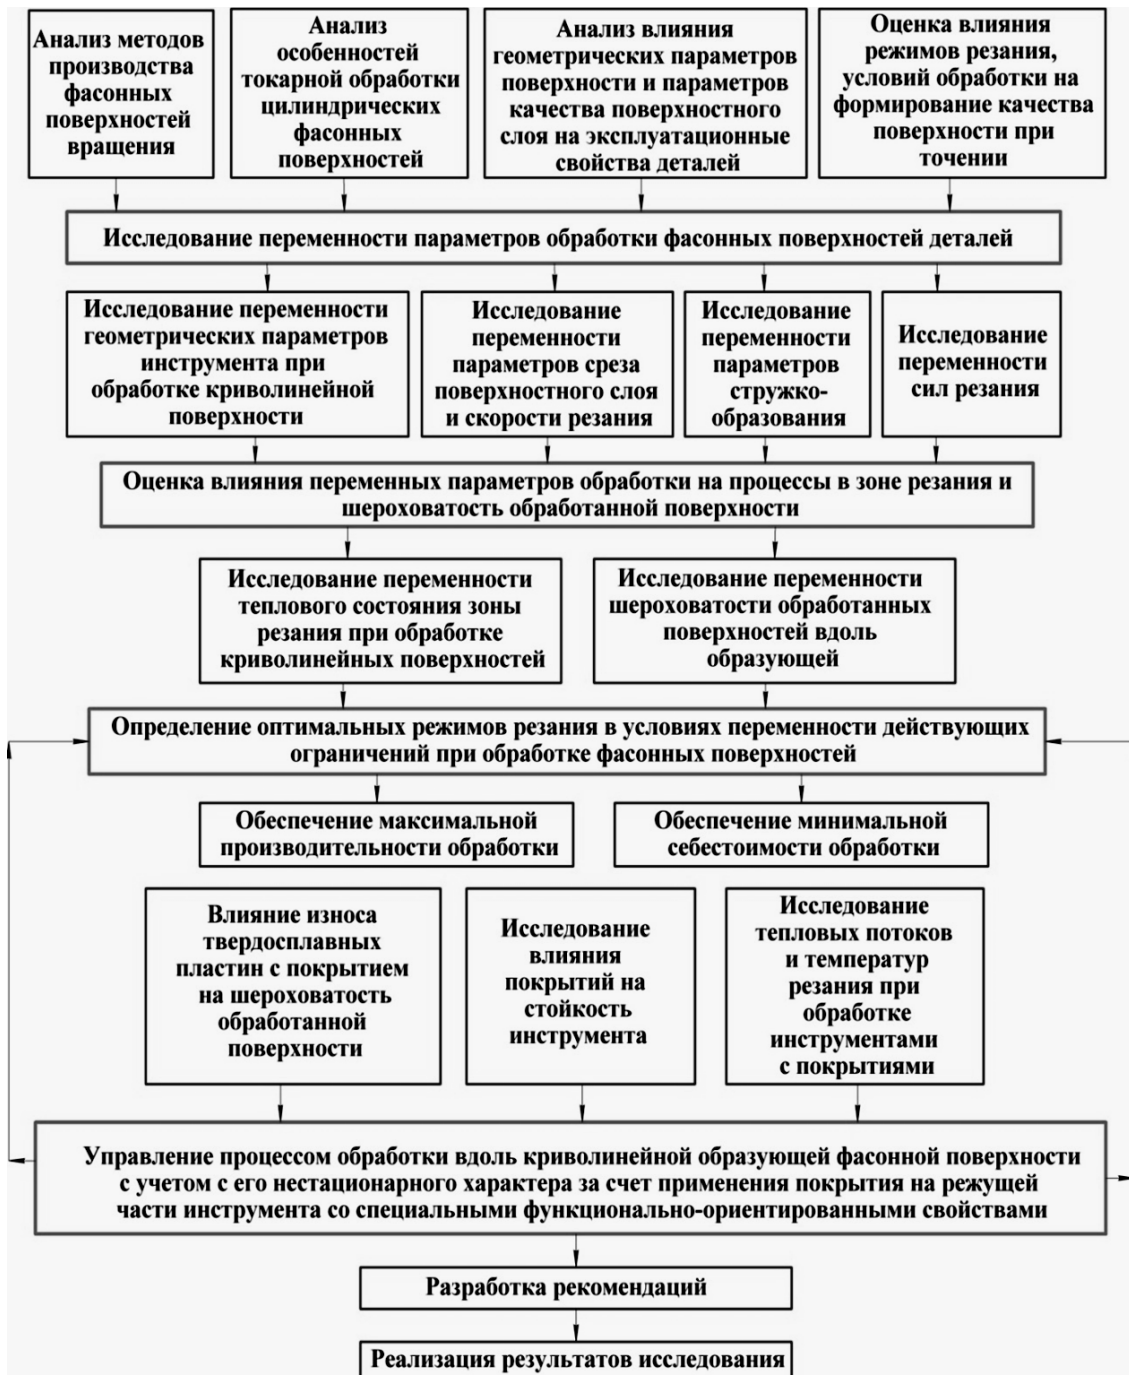 Анализ методов
производства
фасонных
поверхностей
вращения
Анализ
особенностей
токарной обработки
цилиндрических
фасонных
поверхностей
Анализ влияния
геометрических параметров
поверхности и параметров
качества поверхностного
слоя на эксплуатационные
свойства деталей
Оценка влияния
режимов резания,
условий обработки на
формирование качества
поверхности при
точении
Исследование переменности параметров обработки фасонных поверхностей деталей
Исследование переменности
геометрических параметров
инструмента при
обработке криволинейной
поверхности
Исследование
переменности
параметров среза
поверхностного слоя
и скорости резания
Исследование
переменности
параметров
стружко-
образования
Исследование
переменности
сил резания
Оценка влияния переменных параметров обработки на процессы в зоне резания и
шероховатость обработанной поверхности
Исследование переменности
теплового состояния зоны
резания при обработке
криволинейных поверхностей
Исследование переменности
шероховатости обработанных
поверхностей вдоль
образующей
Определение оптимальных режимов резания в условиях переменности действующих
ограничений при обработке фасонных поверхностей
Обеспечение максимальной
производительности обработки
Обеспечение минимальной
себестоимости обработки
Влияние износа
твердосплавных
пластин с покрытием
на шероховатость
обработанной
поверхности
Исследование
влияния
покрытий на
стойкость
инструмента
Исследование
тепловых потоков
и температур
резания при
обработке
инструментами
с покрытиями
Управление процессом обработки вдоль криволинейной образующей фасонной поверхности
с учетом с его нестационарного характера за счет применения покрытия на режущей
части инструмента со специальными функционально-ориентированными свойствами
Разработка рекомендаций
Реализация результатов исследования